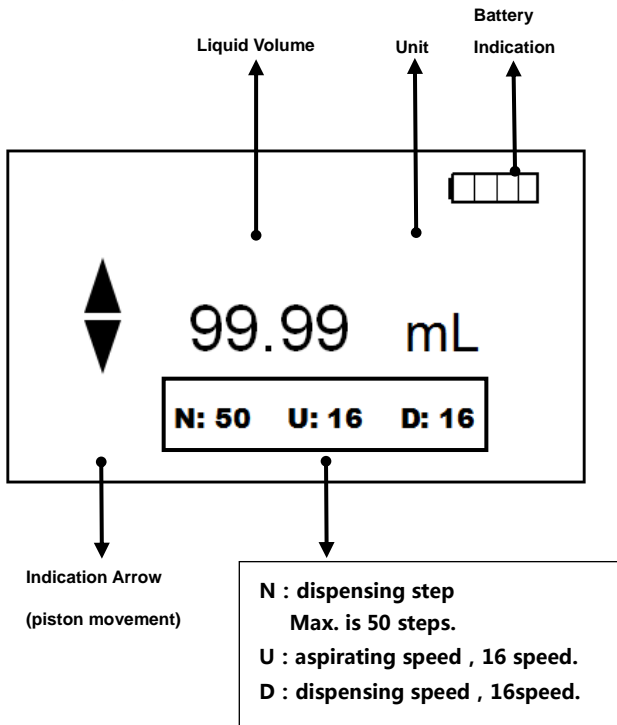 Battery
Liquid Volume Unit Indication
99.99 mL
N: 50 U: 16 D: 16
Indication Arrow
(piston movement)
N : dispensing step
Max. is 50 steps.
U : aspirating speed , 16 speed.
D : dispensing speed , 16speed.